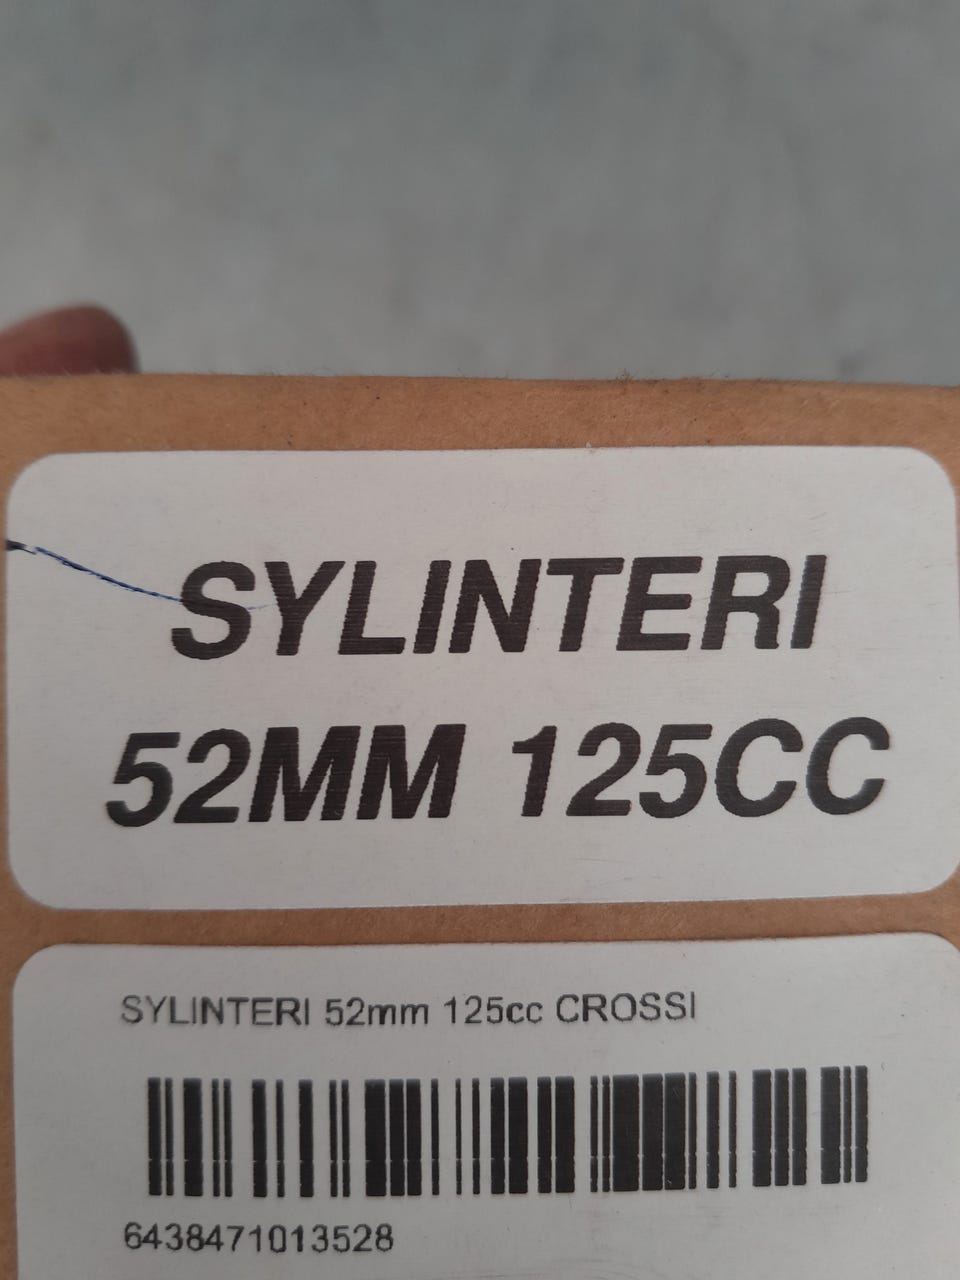 SYLINTERI
52MM 125CC
SYLINTERI 52mm 125cc CROSSI
6438471013528